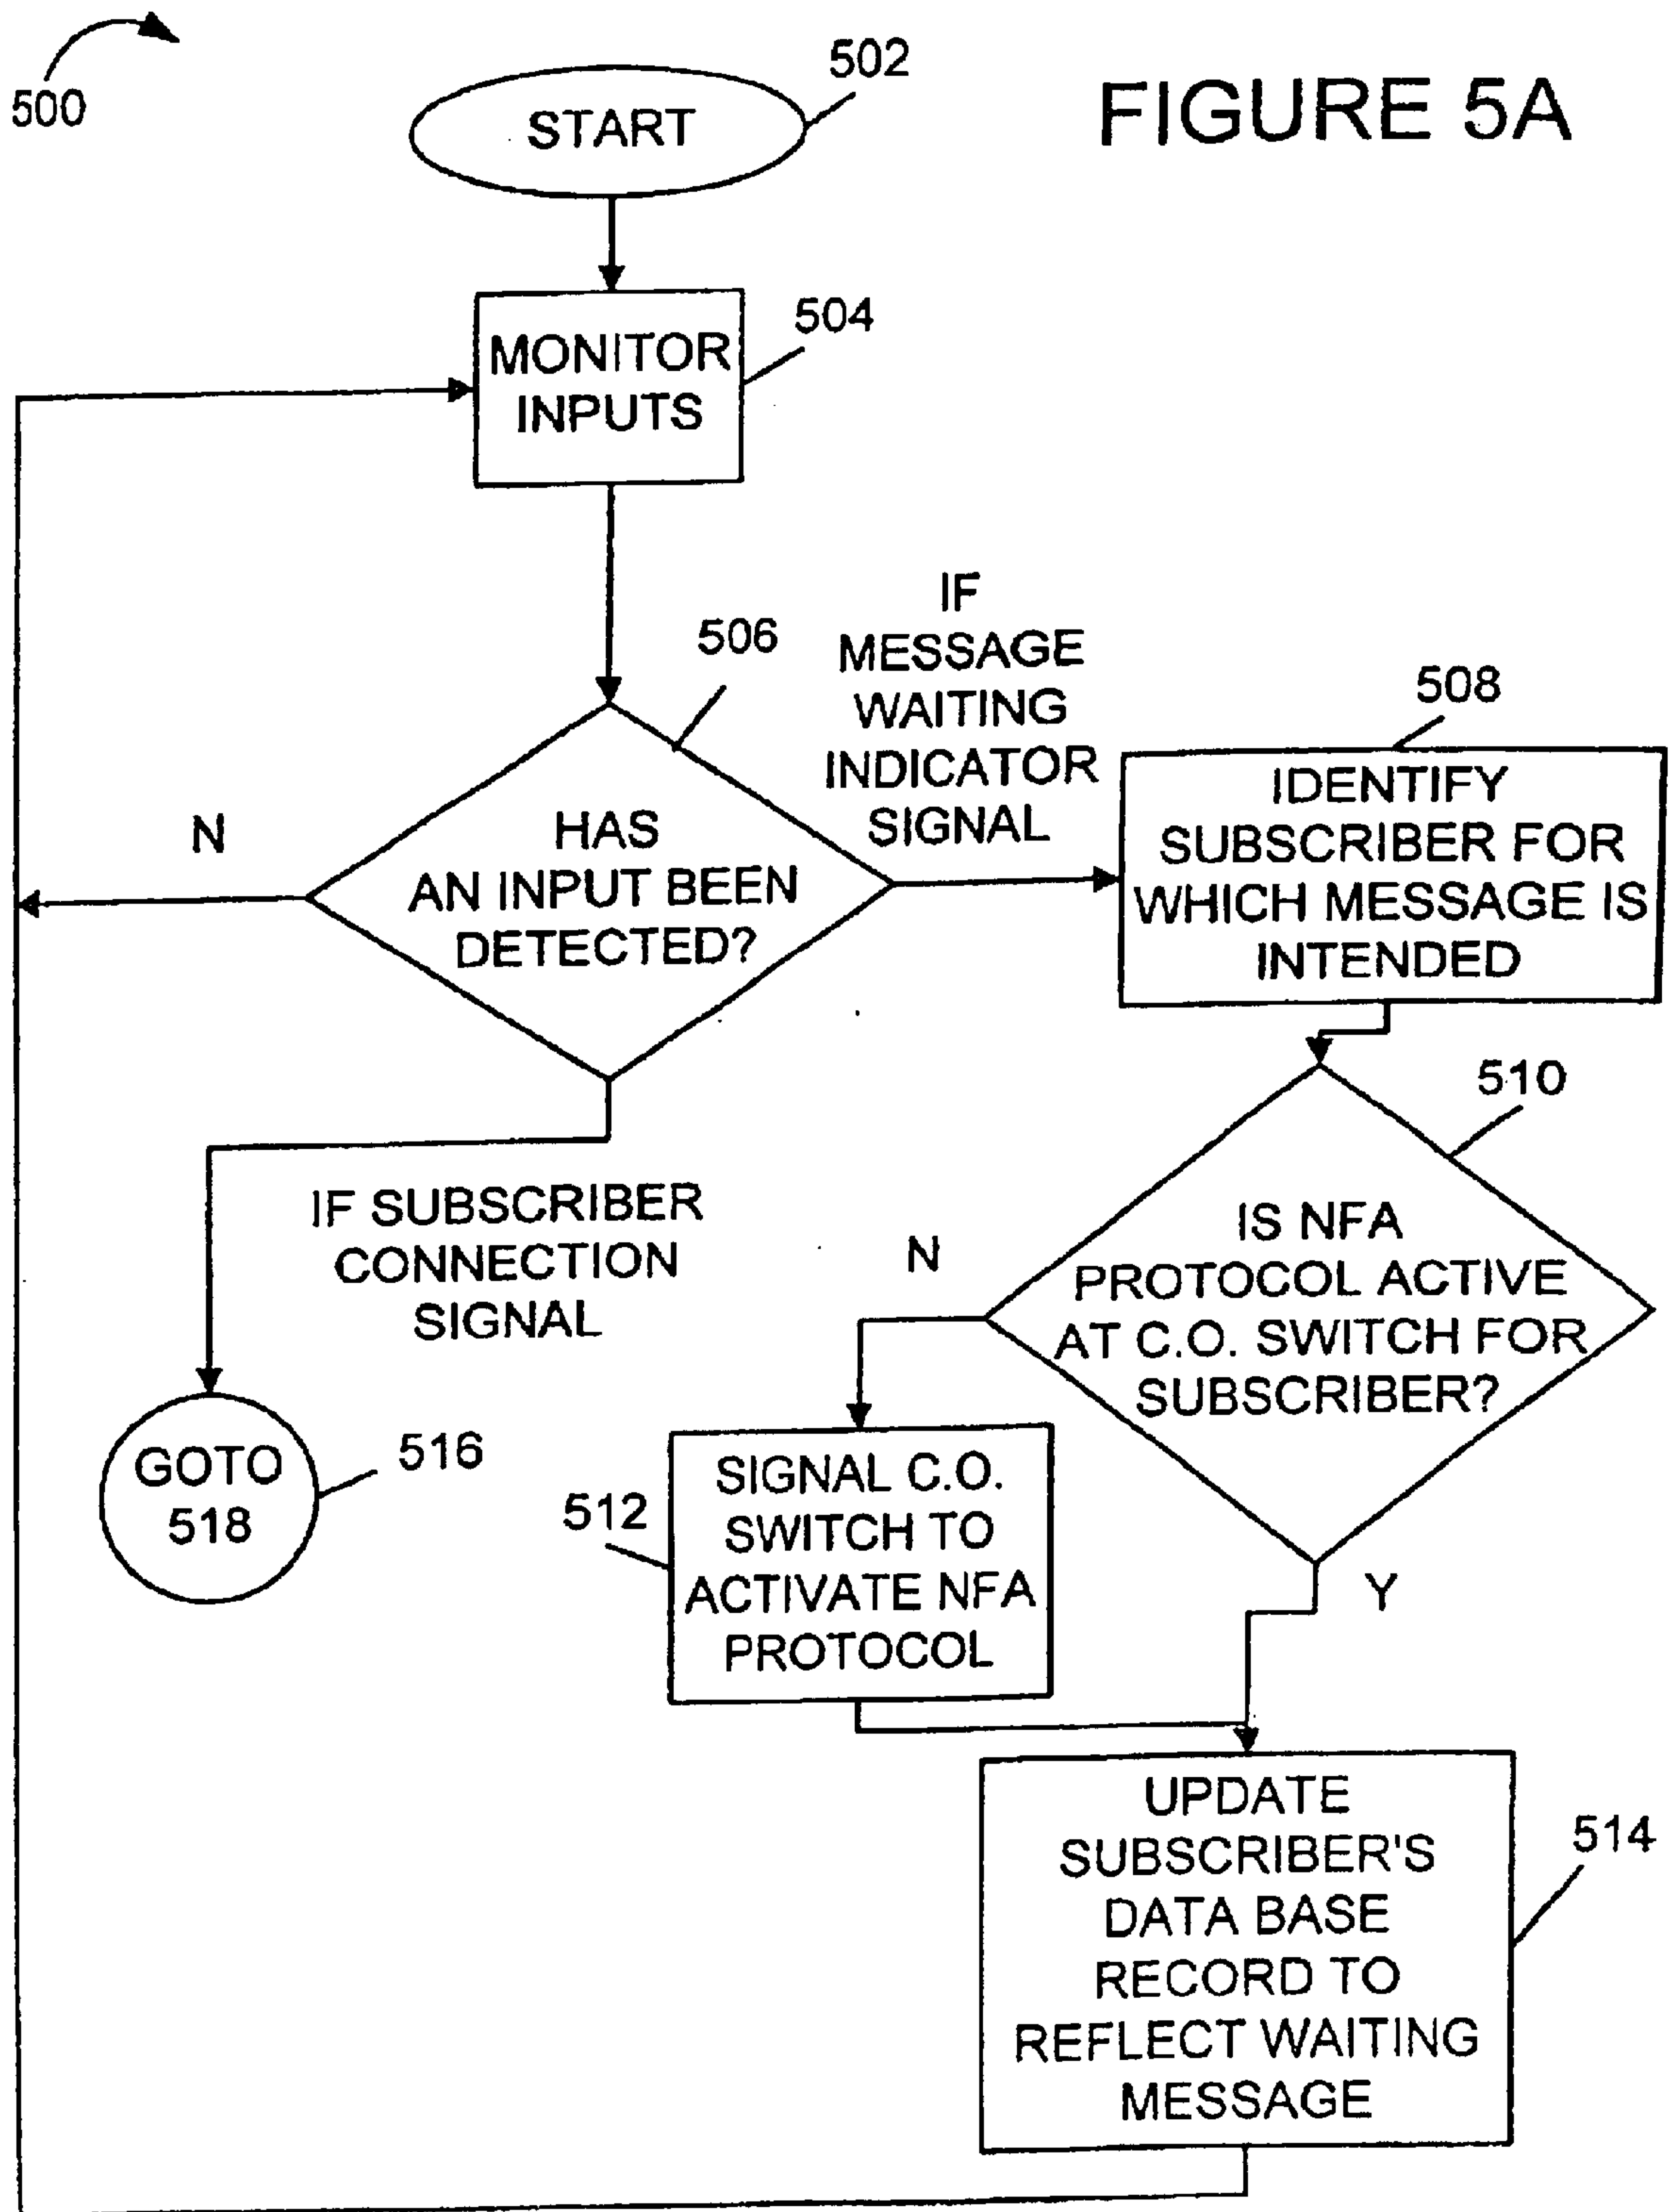 500
502
FIGURE 5A
START
504
MONITOR
INPUTS
506
IF
MESSAGE
WAITING
INDICATOR
SIGNAL
508
IDENTIFY
SUBSCRIBER FOR
WHICH MESSAGE IS
INTENDED
N
HAS
AN INPUT BEEN
DETECTED?
510
IF SUBSCRIBER
CONNECTION
SIGNAL
N
IS NFA
PROTOCOL ACTIVE
AT C.O. SWITCH FOR
SUBSCRIBER?
GOTO
518
516
512
SIGNAL C.O.
SWITCH TO
ACTIVATE NFA
PROTOCOL
Y
UPDATE
SUBSCRIBER'S
DATA BASE
RECORD TO
REFLECT WAITING
MESSAGE
514